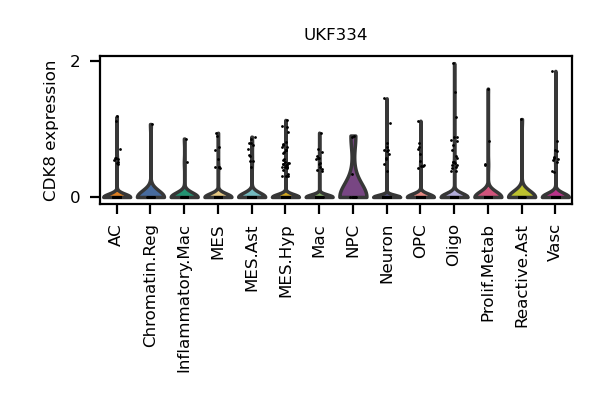 UKF334
CDK8 expression
2
0
AC
Chromatin.Reg
Inflammatory.Mac
MES
MES.Ast
MES.Hyp
Mac
NPC
Neuron
OPC
Oligo
Prolif.Metab
Reactive.Ast
Vasc